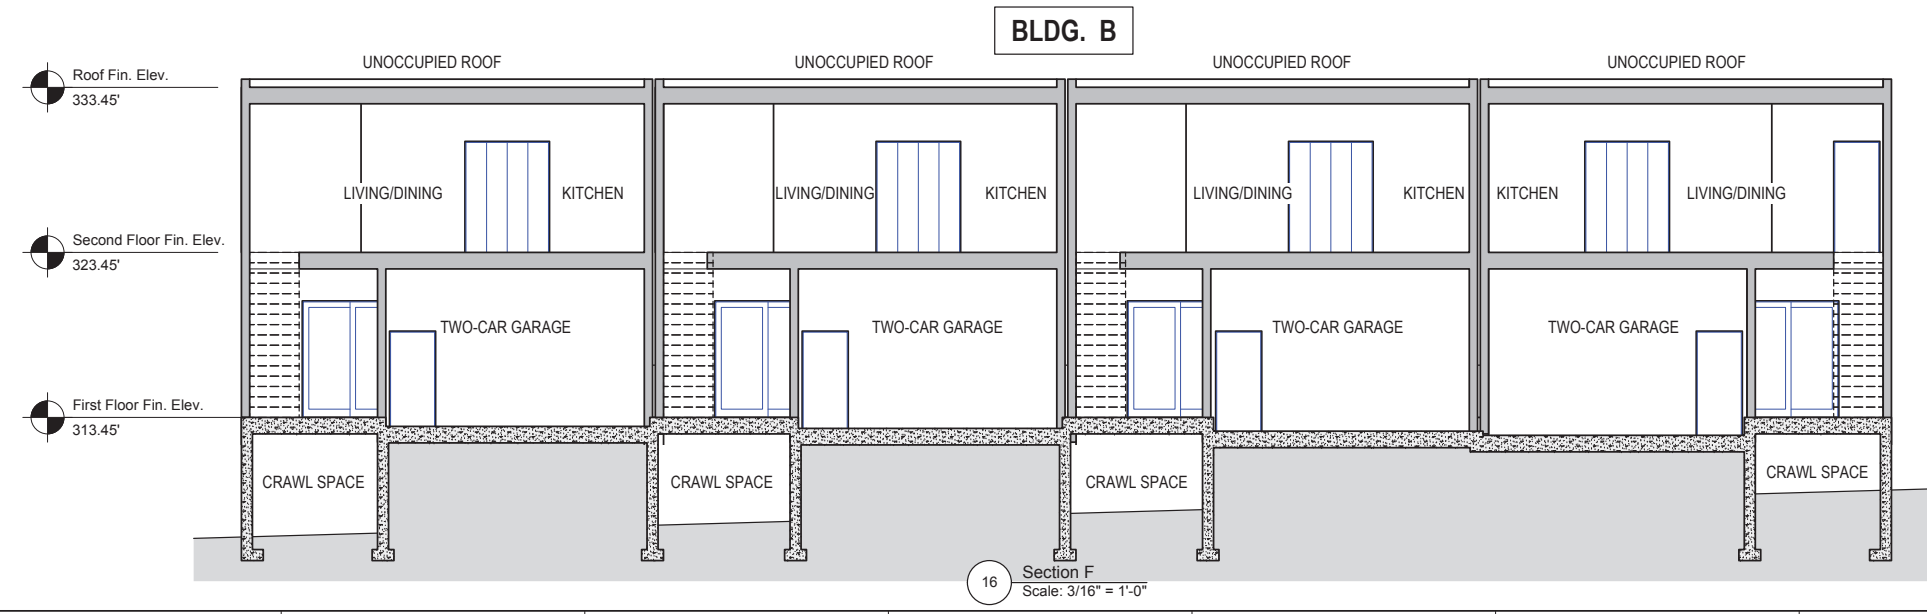 BLDG. B
UNOCCUPIED ROOF
UNOCCUPIED ROOF
UNOCCUPIED ROOF
UNOCCUPIED ROOF
Roof Fin. Elev.
333.45'
LIVING/DINING
KITCHEN
LIVING/DINING
KITCHEN
LIVING/DINING
KITCHEN
KITCHEN
LIVING/DINING
Second Floor Fin. Elev.
323.45'
TWO-CAR GARAGE
TWO-CAR GARAGE
TWO-CAR GARAGE
TWO-CAR GARAGE
First Floor Fin. Elev.
313.45'
CRAWL SPACE
CRAWL SPACE
CRAWL SPACE
CRAWL SPACE
16
Section F
Scale: 3/16" = 1'-0"